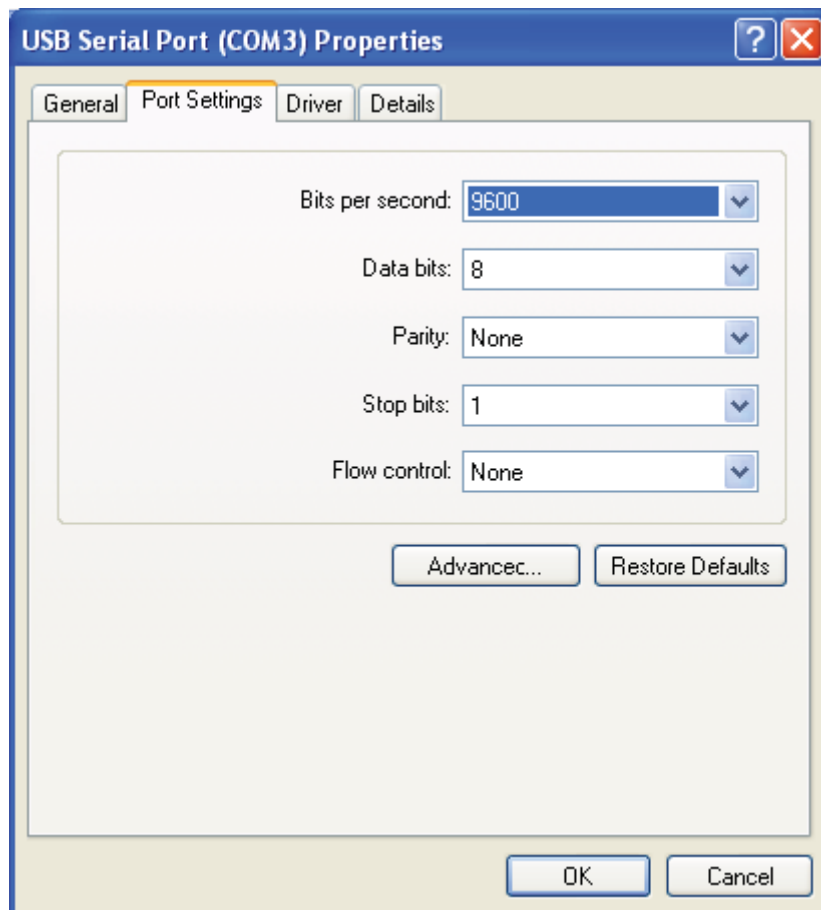 USB Serial Port (COM3) Properties
General Port Settings Driver Details
Bits per second: 9600
Data bits: 8
Parity: None
Stop bits: 1
Flow control: None
Advancec... Restore Defaults
OK Cancel